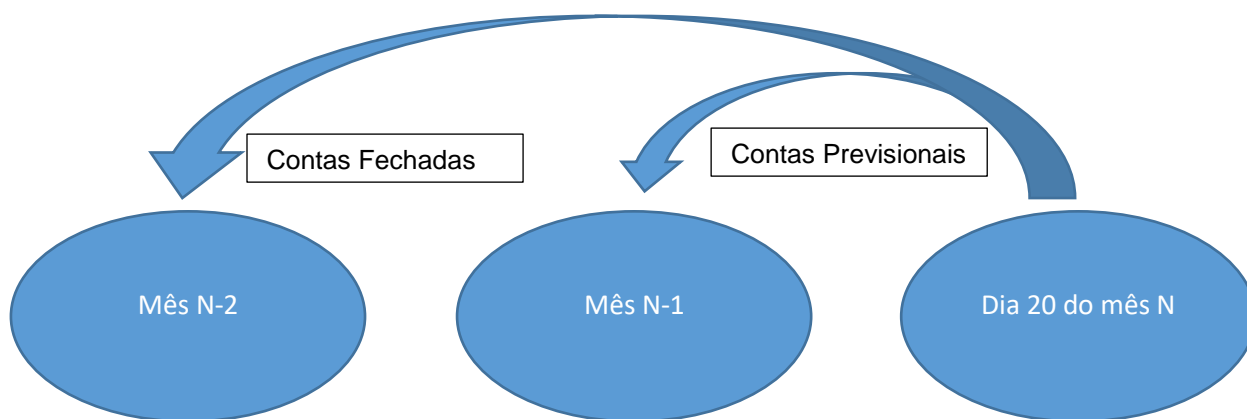 Contas Fechadas
Contas Previsionais
Mês N-2
Mês N-1
Dia 20 do mês N